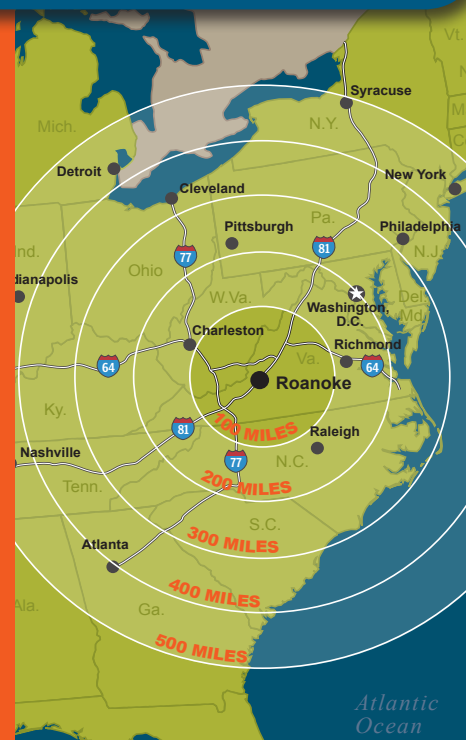 Vt.
Syracuse
Mich.
N.Y.
Detroit
New York
Cleveland
Pa.
Pittsburgh
Philadelphia
81
N.J.
Ind.
77
Ohio
dianapolis
W.Va.
Del.
Washington,
D.C.
Md.
Charleston
Richmond
64
Va.
64
Roanoke
Ky.
100 MILES
81
Raleigh
Nashville
77
N.C.
Tenn.
200 MILES
S.C.
Atlanta
300 MILES
400 MILES
Ala.
Ga.
500 MILES
Atlantic
Ocean